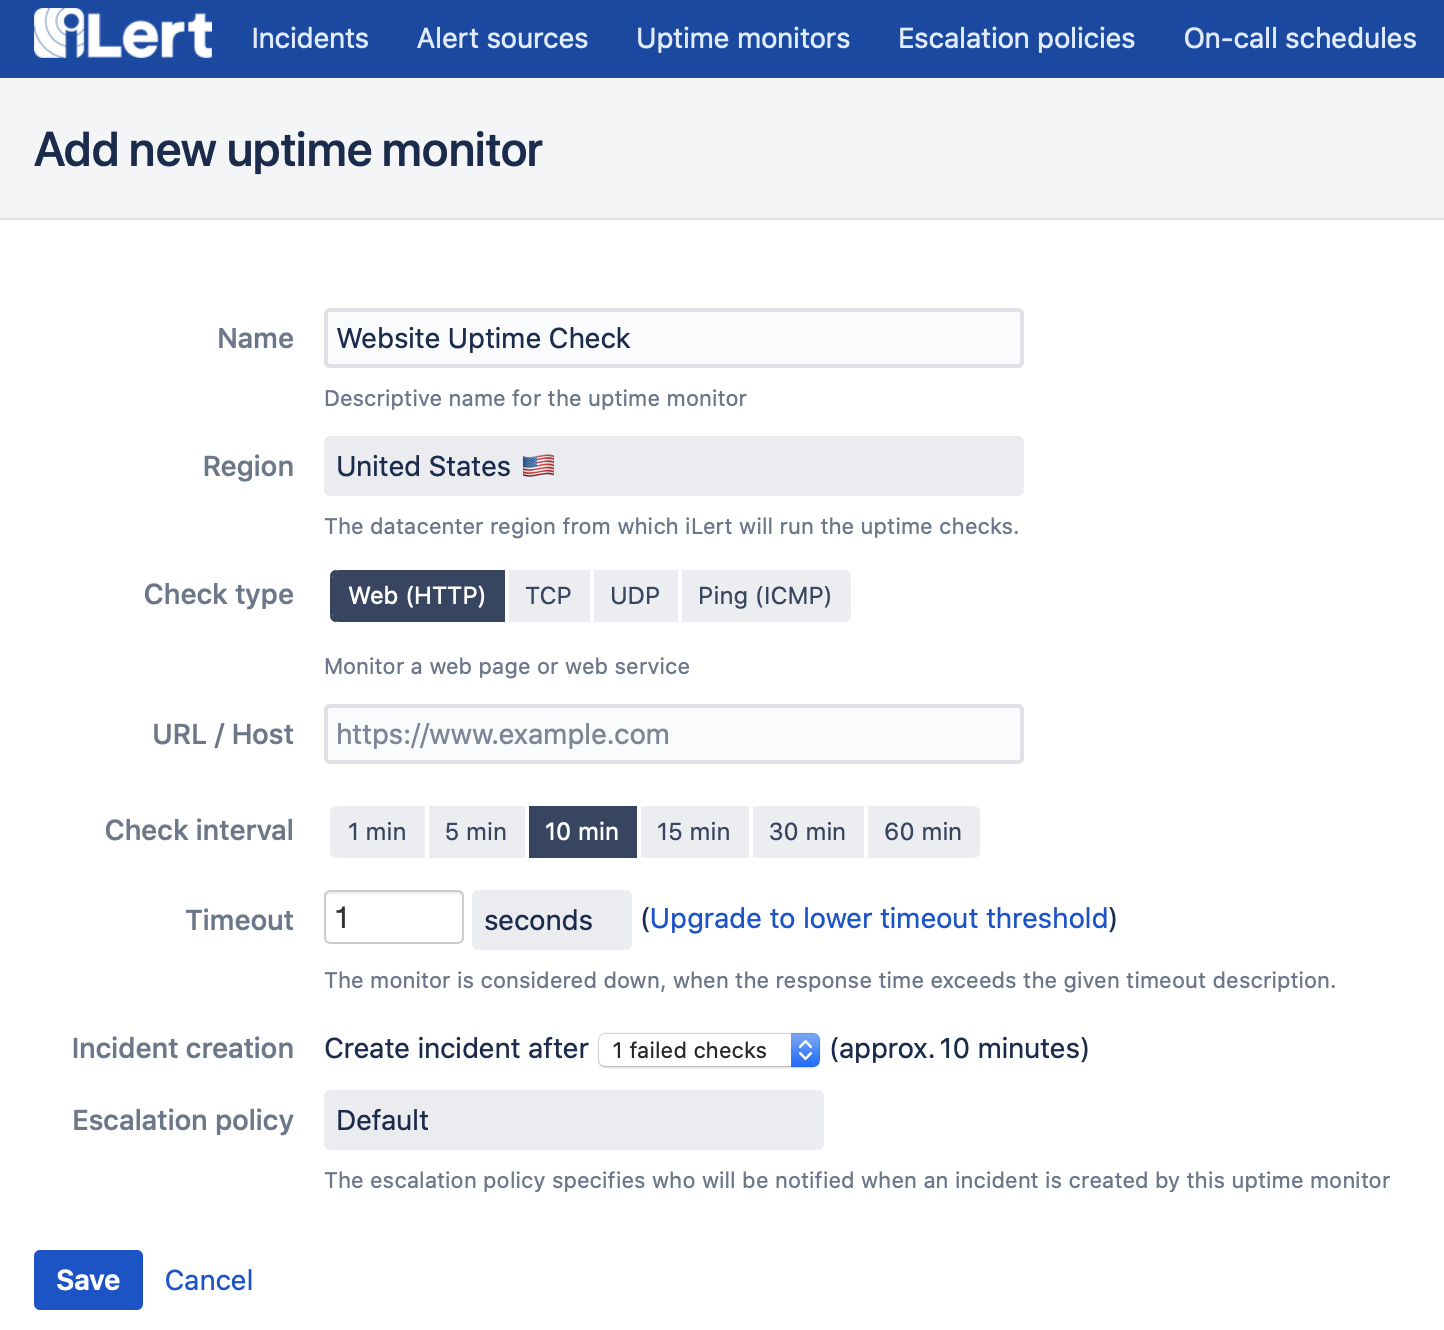 iLert Incidents Alert sources Uptime monitors Escalation policies On-call schedules
Add new uptime monitor
Name Website Uptime Check
Descriptive name for the uptime monitor
Region United States 🇺🇸
The datacenter region from which iLert will run the uptime checks.
Check type Web (HTTP) TCP UDP Ping (ICMP)
Monitor a web page or web service
URL / Host https://www.example.com
Check interval 1 min 5 min 10 min 15 min 30 min 60 min
Timeout 1 seconds (Upgrade to lower timeout threshold)
The monitor is considered down, when the response time exceeds the given timeout description.
Incident creation Create incident after 1 failed checks (approx. 10 minutes)
Escalation policy Default
The escalation policy specifies who will be notified when an incident is created by this uptime monitor
Save Cancel